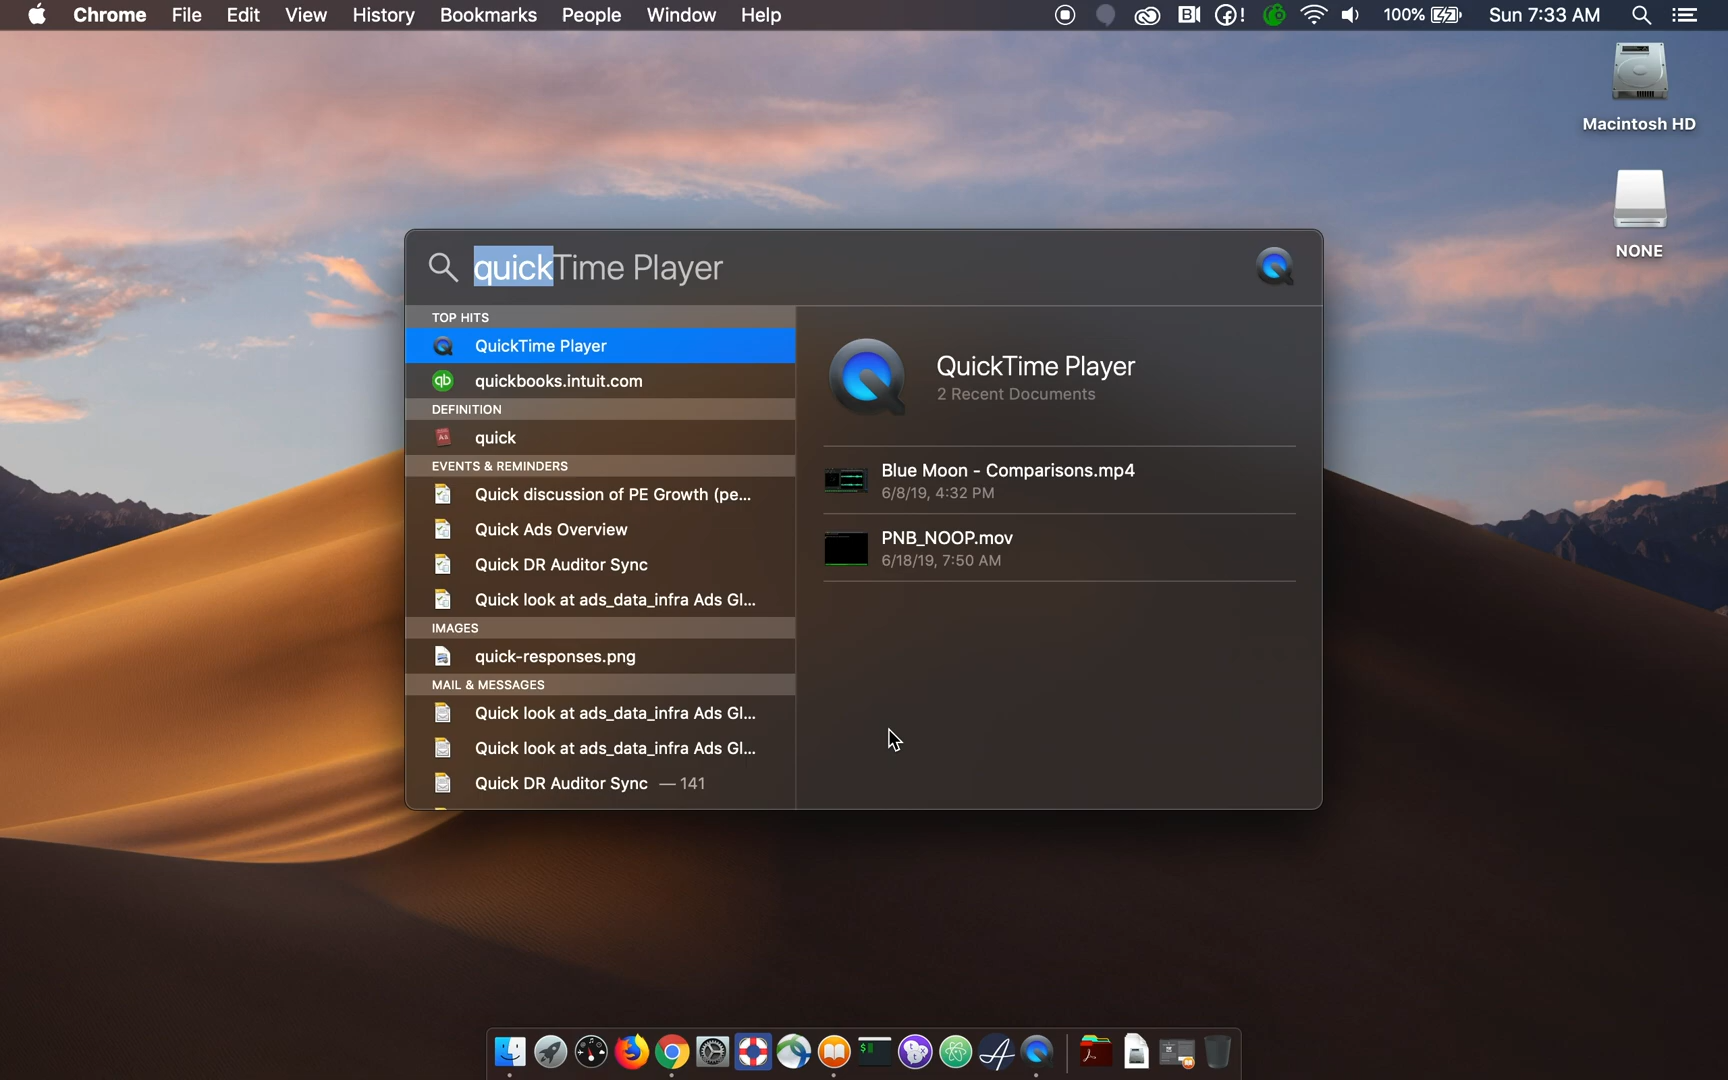 Chrome File Edit View History Bookmarks People Window Help 100% Sun 7:33 AM
Macintosh HD
NONE
quickTime Player
TOP HITS
QuickTime Player
quickbooks.intuit.com
DEFINITION
quick
EVENTS & REMINDERS
Quick discussion of PE Growth (pe...
Quick Ads Overview
Quick DR Auditor Sync
Quick look at ads_data_infra Ads Gl...
IMAGES
quick-responses.png
MAIL & MESSAGES
Quick look at ads_data_infra Ads Gl...
Quick look at ads_data_infra Ads Gl...
Quick DR Auditor Sync — 141
QuickTime Player
2 Recent Documents
Blue Moon - Comparisons.mp4
6/8/19, 4:32 PM
PNB_NOOP.mov
6/18/19, 7:50 AM